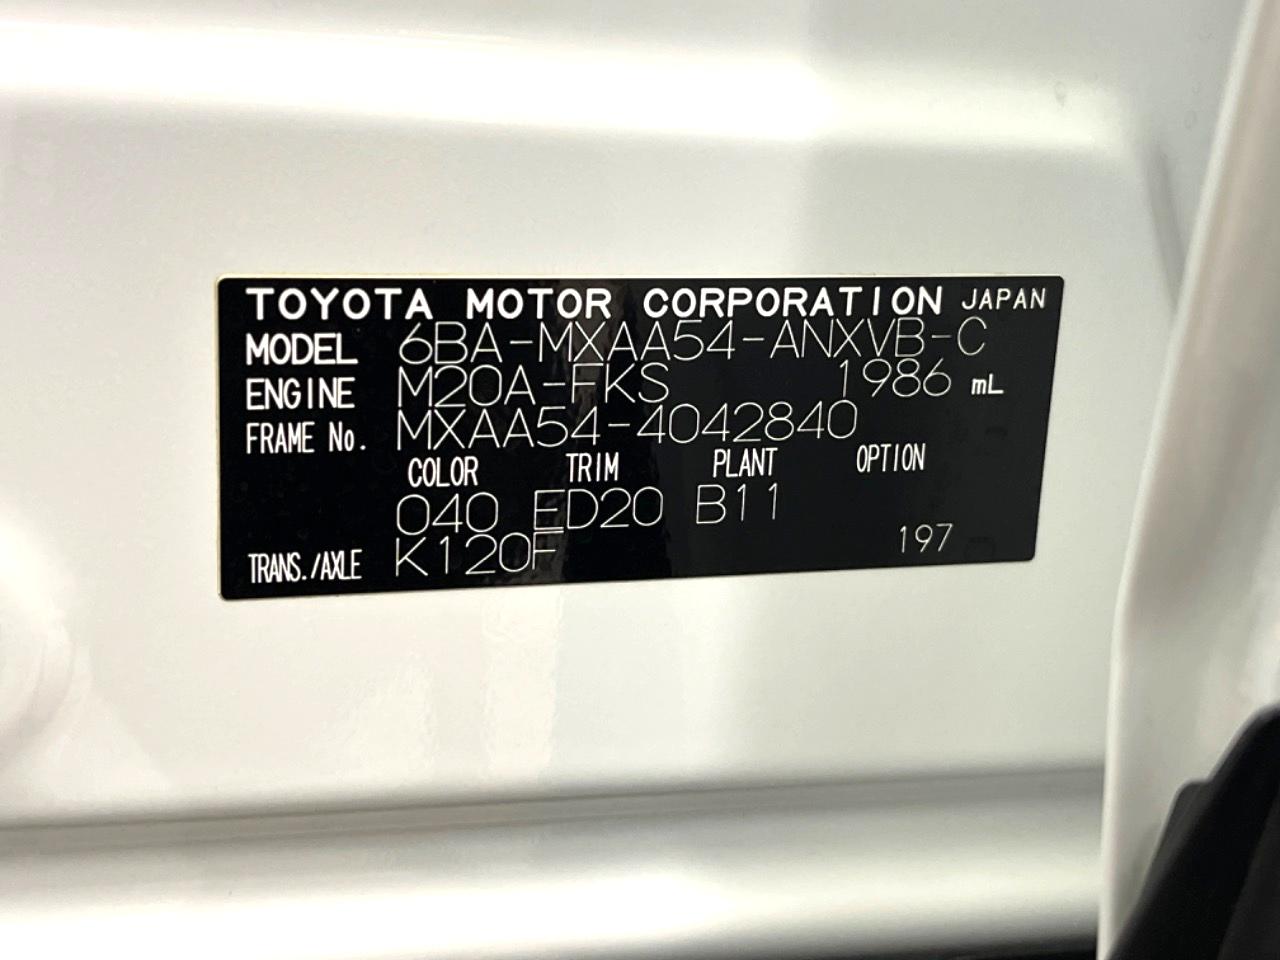 TOYOTA MOTOR CORPORATION JAPAN
MODEL 6BA-MXAA54-ANXVB-C
ENGINE M20A-FKS 1986 mL
FRAME No. MXAA54-4042840
COLOR TRIM PLANT OPTION
040 ED20 B11
TRANS./AXLE K120F 197